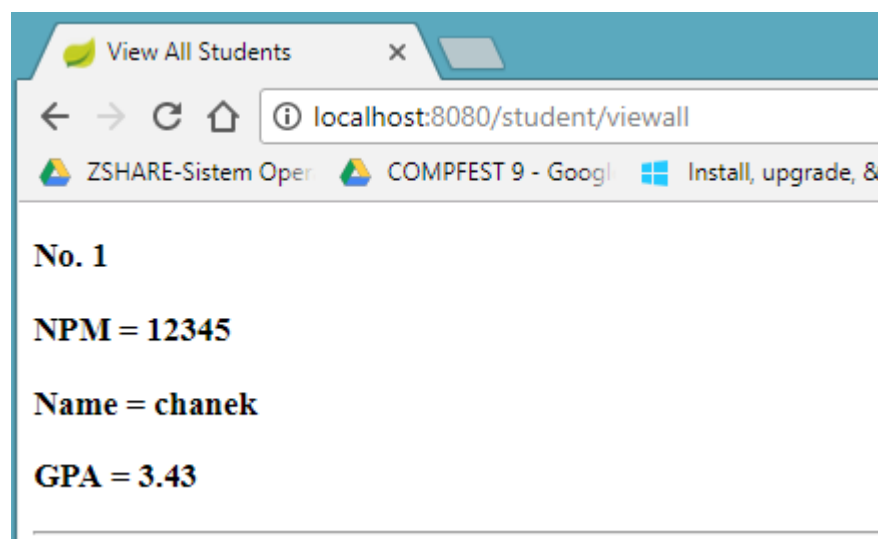 View All Students
localhost:8080/student/viewall
ZSHARE-Sistem Oper
COMPFEST 9 - Googl
Install, upgrade, &
No. 1
NPM = 12345
Name = chanek
GPA = 3.43